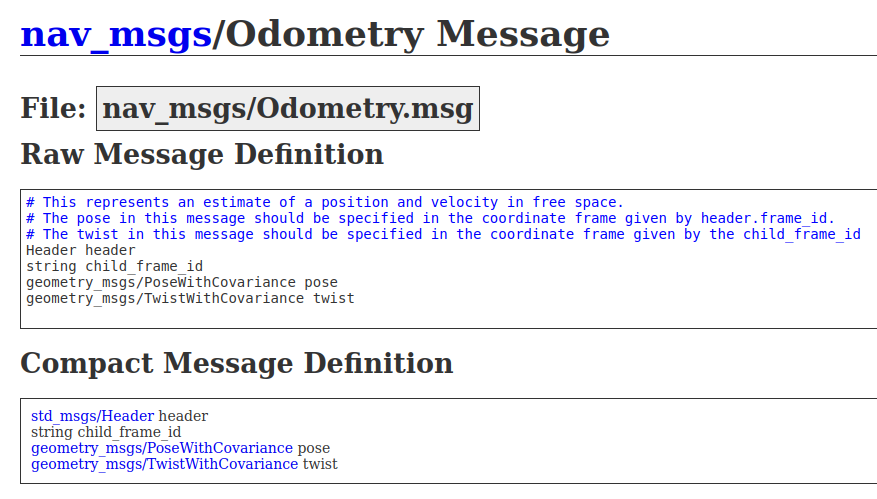 nav_msgs/Odometry Message
File: nav_msgs/Odometry.msg
Raw Message Definition
# This represents an estimate of a position and velocity in free space.
# The pose in this message should be specified in the coordinate frame given by header.frame_id.
# The twist in this message should be specified in the coordinate frame given by the child_frame_id
Header header
string child_frame_id
geometry_msgs/PoseWithCovariance pose
geometry_msgs/TwistWithCovariance twist
Compact Message Definition
std_msgs/Header header
string child_frame_id
geometry_msgs/PoseWithCovariance pose
geometry_msgs/TwistWithCovariance twist